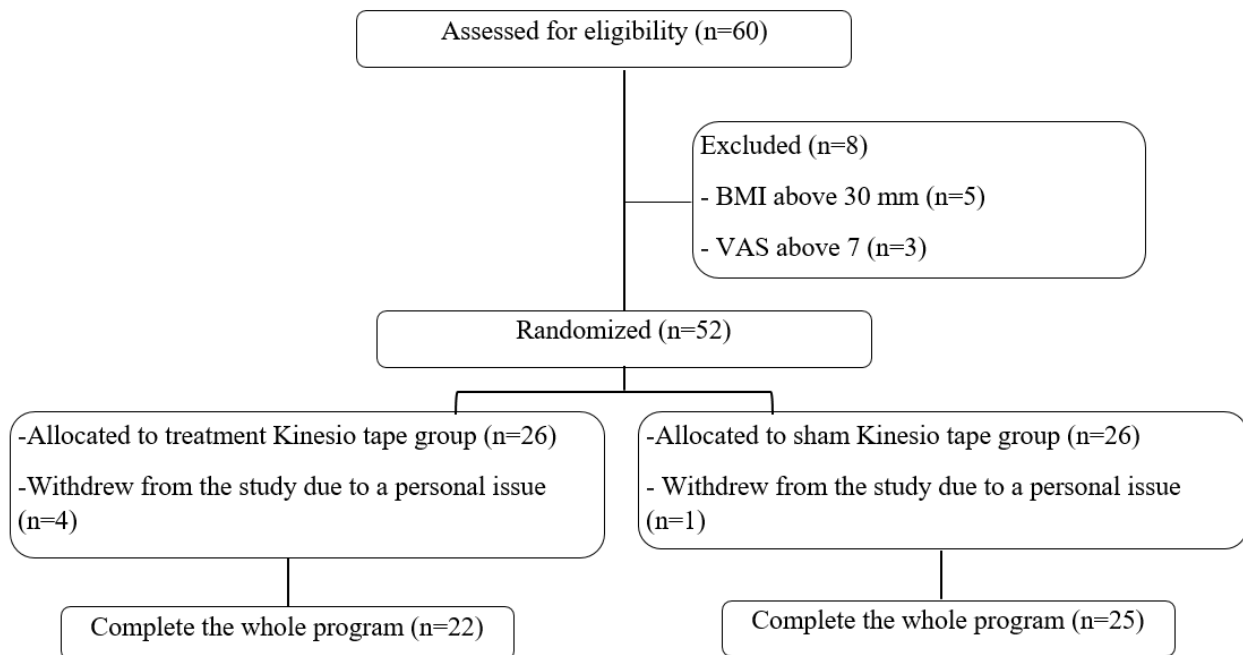 Assessed for eligibility (n=60)
Excluded (n=8)
- BMI above 30 mm (n=5)
- VAS above 7 (n=3)
Randomized (n=52)
-Allocated to treatment Kinesio tape group (n=26)
-Withdrew from the study due to a personal issue
(n=4)
-Allocated to sham Kinesio tape group (n=26)
- Withdrew from the study due to a personal issue
(n=1)
Complete the whole program (n=22)
Complete the whole program (n=25)